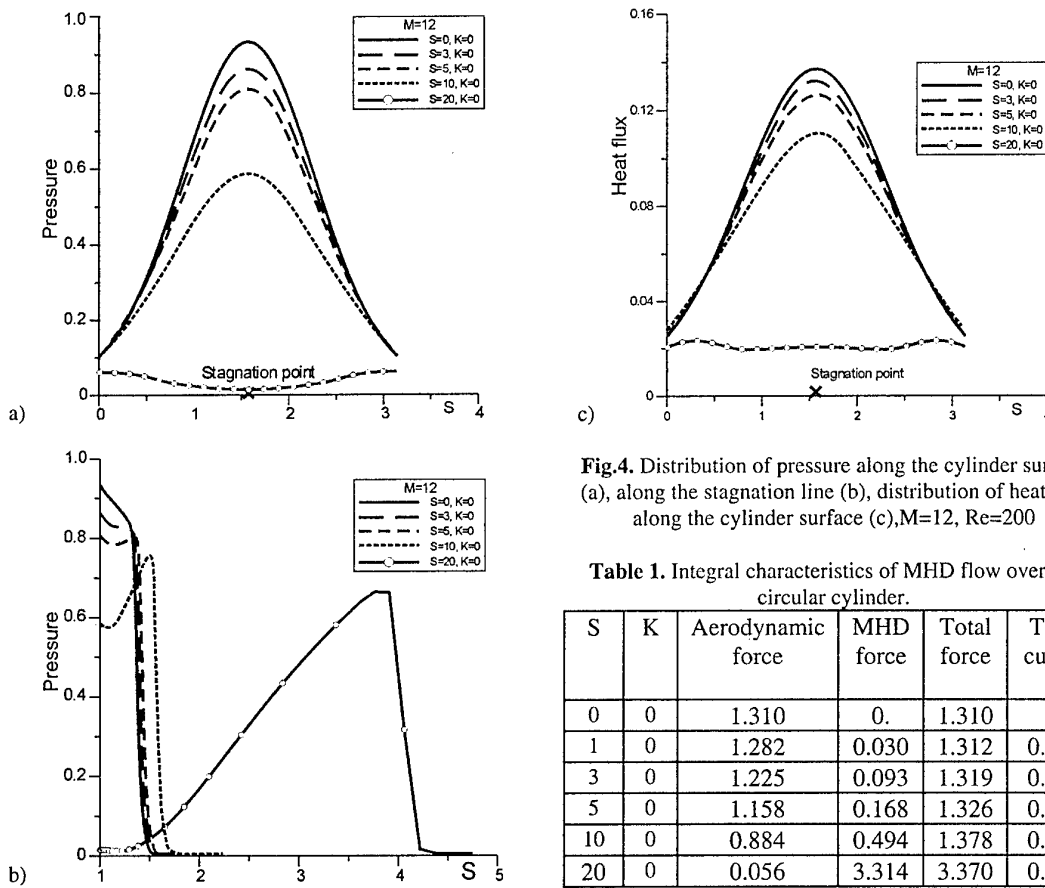 1.0
0.8
0.6
0.4
0.2
0
Pressure
M=12
S=0, K=0
S=3, K=0
S=5, K=0
S=10, K=0
S=20, K=0
Stagnation point
0 1 2 3 S 4
a)
0.16
0.12
0.08
0.04
0
Heat flux
M=12
S=0, K=0
S=3, K=0
S=5, K=0
S=10, K=0
S=20, K=0
Stagnation point
0 1 2 3 S
c)
1.0
0.8
0.6
0.4
0.2
0
Pressure
M=12
S=0, K=0
S=3, K=0
S=5, K=0
S=10, K=0
S=20, K=0
1 2 3 4 S 5
b)
Fig.4. Distribution of pressure along the cylinder sur
(a), along the stagnation line (b), distribution of heat
along the cylinder surface (c),M=12, Re=200
Table 1. Integral characteristics of MHD flow over
circular cylinder.
S K Aerodynamic MHD Total T
force force force cu
0 0 1.310 0. 1.310
1 0 1.282 0.030 1.312 0.
3 0 1.225 0.093 1.319 0.
5 0 1.158 0.168 1.326 0.
10 0 0.884 0.494 1.378 0.
20 0 0.056 3.314 3.370 0.